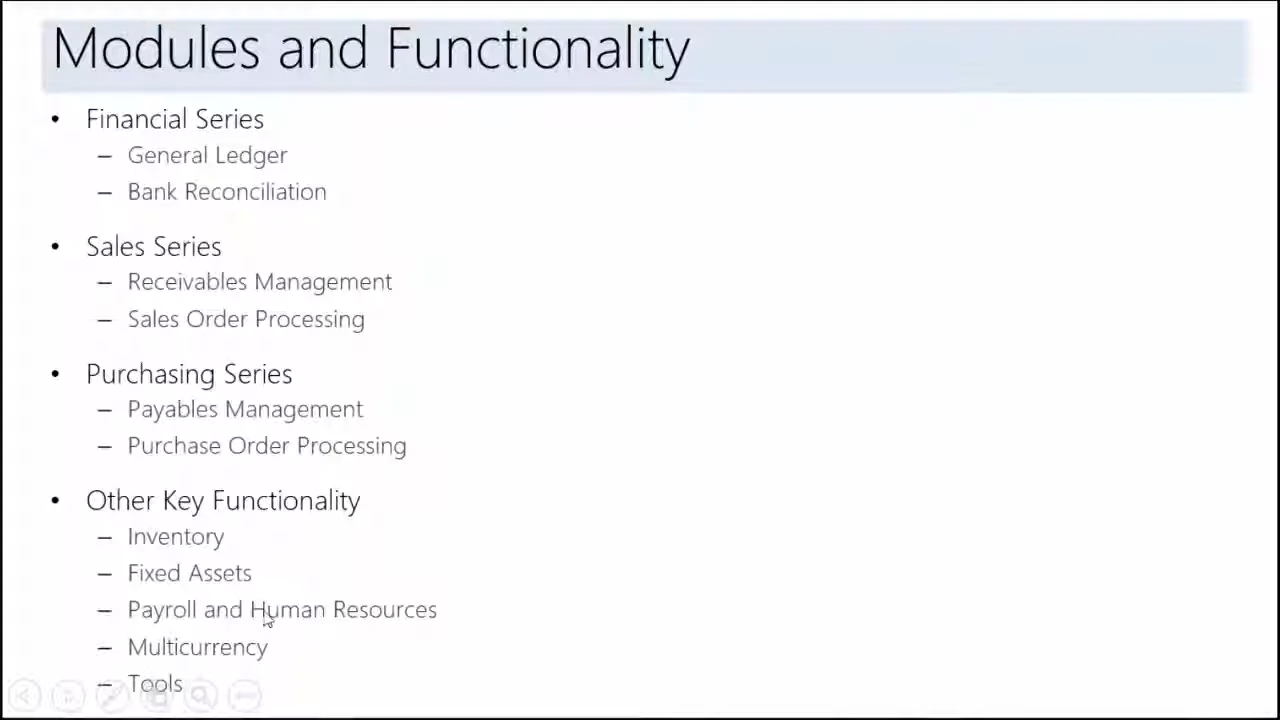 Modules and Functionality
• Financial Series
– General Ledger
– Bank Reconciliation
• Sales Series
– Receivables Management
– Sales Order Processing
• Purchasing Series
– Payables Management
– Purchase Order Processing
• Other Key Functionality
– Inventory
– Fixed Assets
– Payroll and Human Resources
– Multicurrency
– Tools